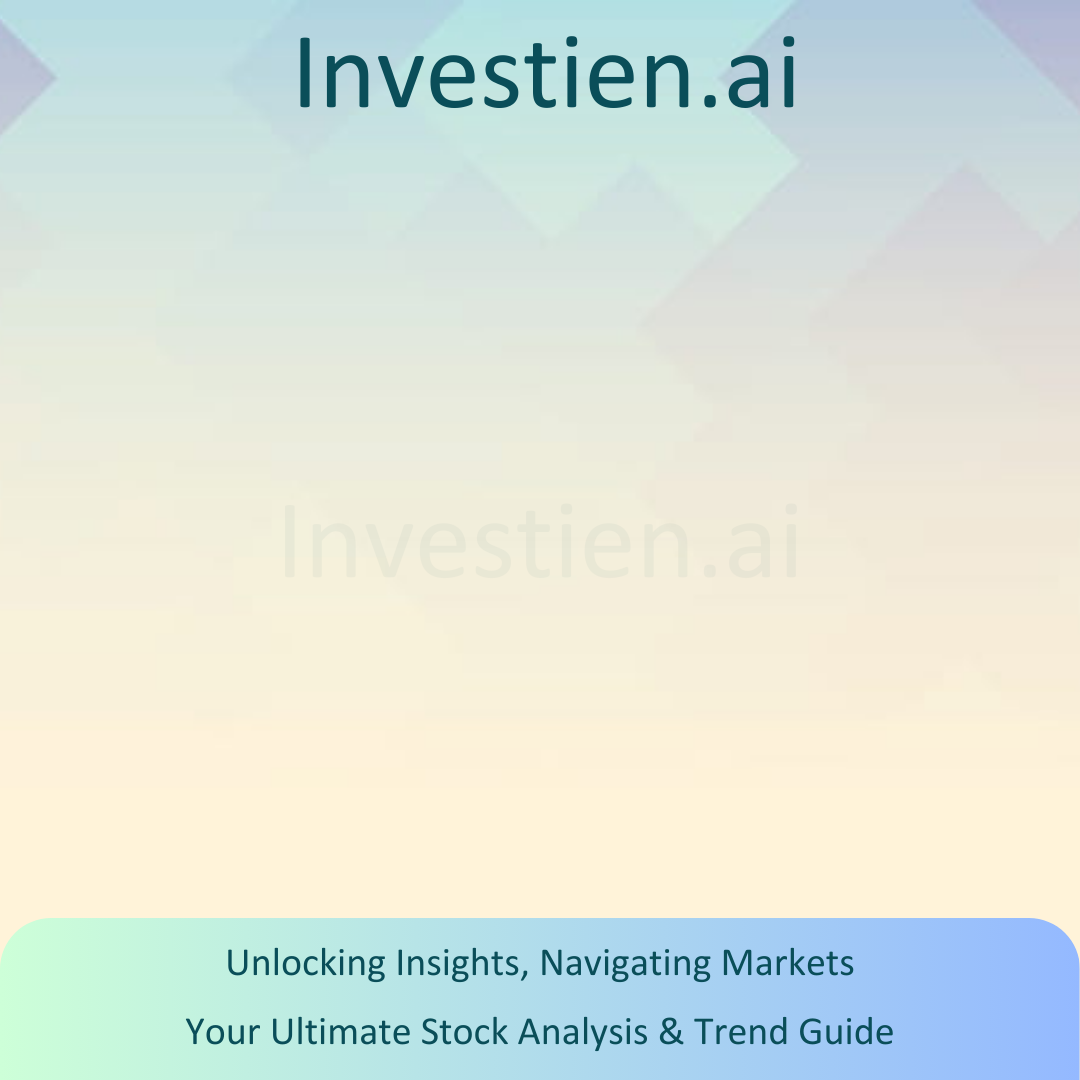 Investien.ai
Investien.ai
Unlocking Insights, Navigating Markets
Your Ultimate Stock Analysis & Trend Guide